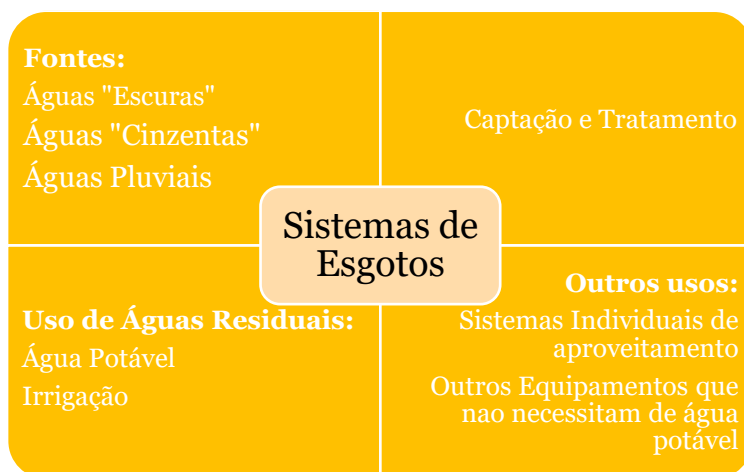 Fontes:
Águas "Escuras"
Águas "Cinzentas"
Águas Pluviais
Captação e Tratamento
Sistemas de
Esgotos
Uso de Águas Residuais:
Água Potável
Irrigação
Outros usos:
Sistemas Individuais de
aproveitamento
Outros Equipamentos que
nao necessitam de água
potável